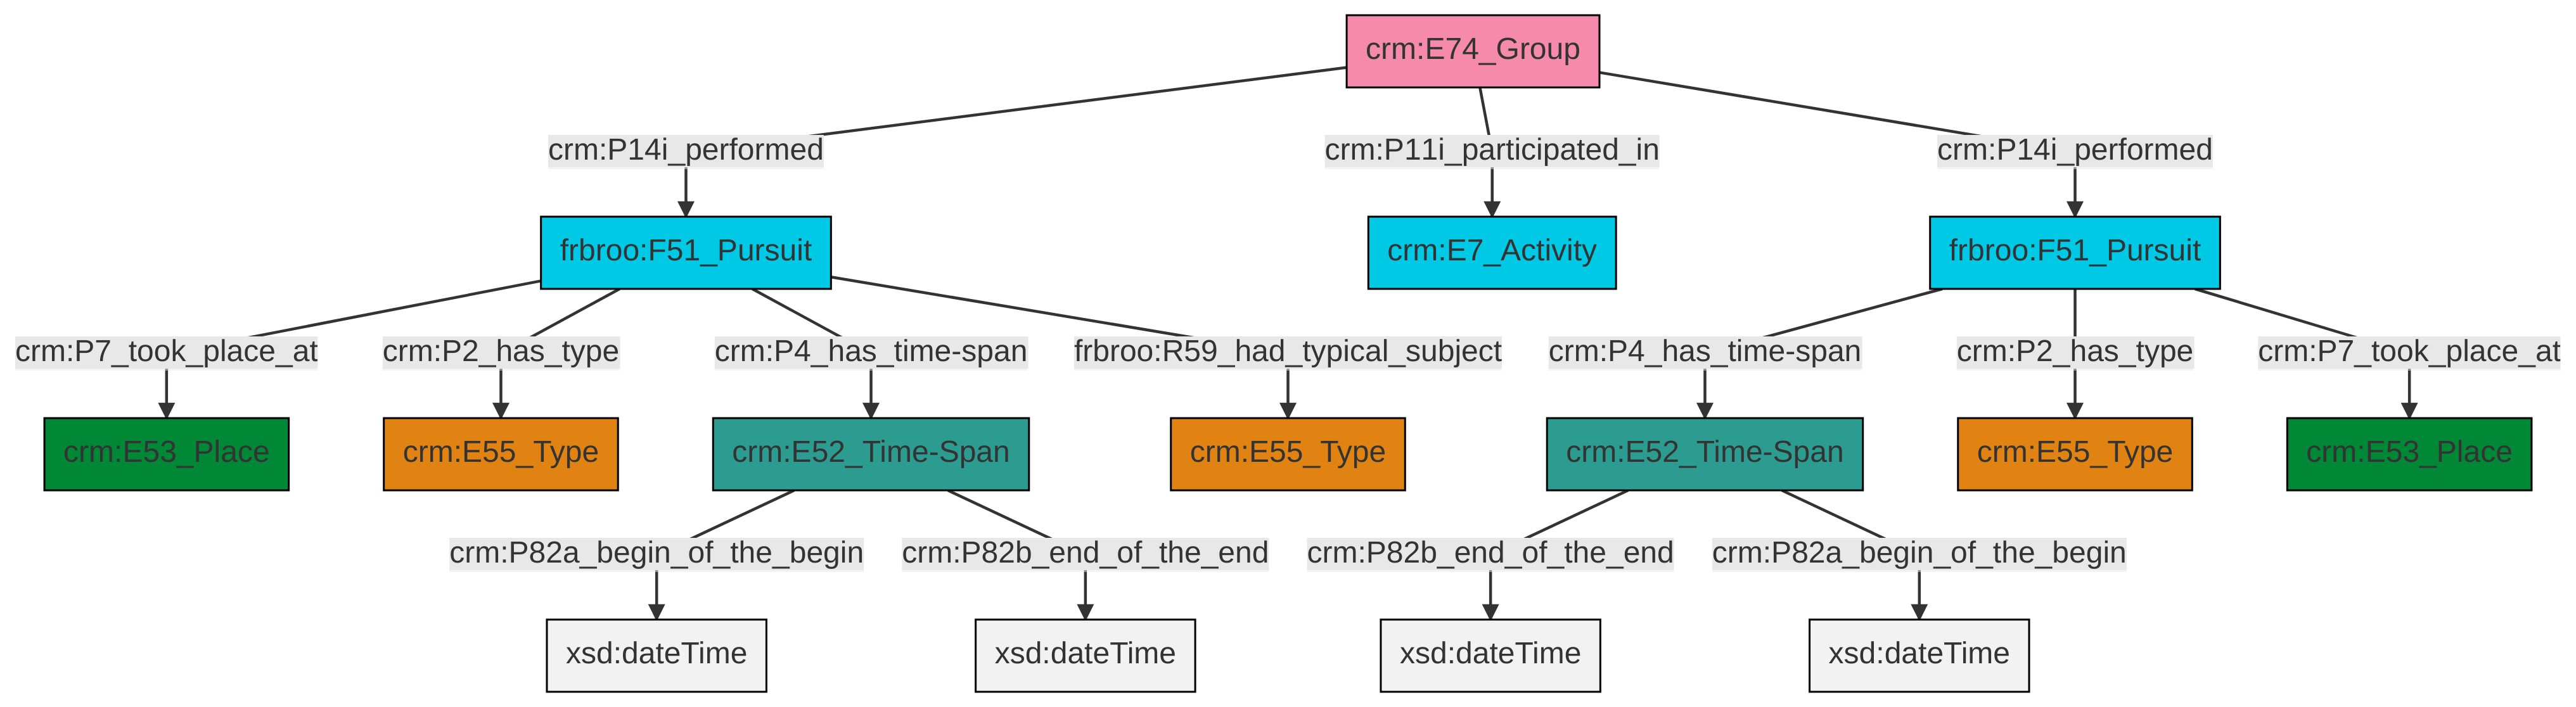 crm:E74_Group
crm:P14i_performed
crm:P11i_participated_in
crm:P14i_performed
frbroo:F51_Pursuit
crm:E7_Activity
frbroo:F51_Pursuit
crm:P7_took_place_at
crm:P2_has_type
crm:P4_has_time-span
frbroo:R59_had_typical_subject
crm:P4_has_time-span
crm:P2_has_type
crm:P7_took_place_at
crm:E53_Place
crm:E55_Type
crm:E52_Time-Span
crm:E55_Type
crm:E52_Time-Span
crm:E55_Type
crm:E53_Place
crm:P82a_begin_of_the_begin
crm:P82b_end_of_the_end
crm:P82b_end_of_the_end
crm:P82a_begin_of_the_begin
xsd:dateTime
xsd:dateTime
xsd:dateTime
xsd:dateTime